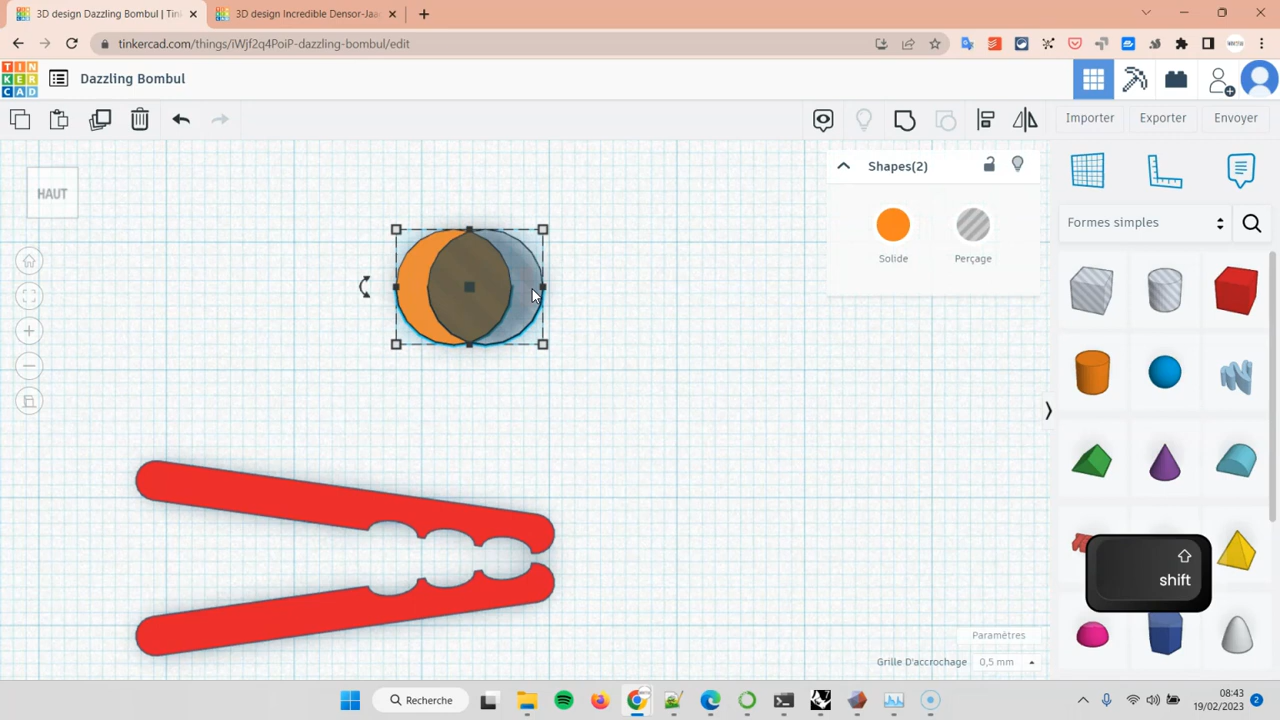 3D design Dazzling Bombul | Tin
3D design Incredible Densor-Jaa
tinkercad.com/things/iWjf2q4PoiP-dazzling-bombul/edit
TIN
KER
CAD
Dazzling Bombul
Importer
Exporter
Envoyer
HAUT
Shapes(2)
Solide
Perçage
Formes simples
shift
Paramètres
Grille D'accrochage
0,5 mm
Recherche
08:43
19/02/2023
2